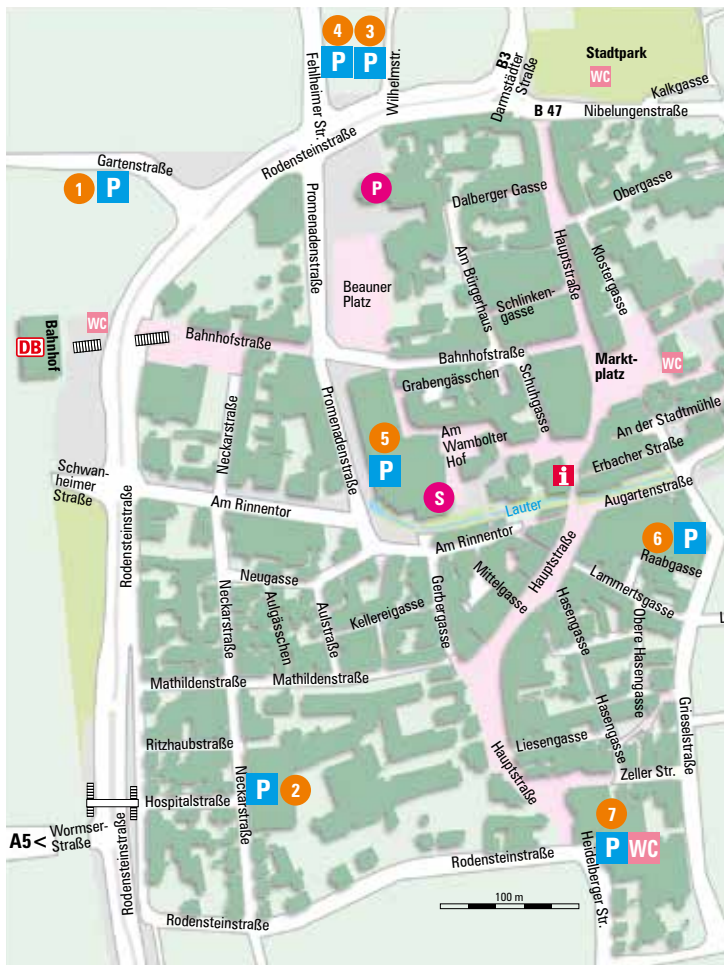 4
3
P
P
Fehlheimer Str.
Wilhelmstr.
B3
Darmstädter
Straße
Stadtpark
WC
Kalkgasse
B 47
Nibelungenstraße
Gartenstraße
1
P
Rodensteinstraße
Promenadenstraße
P
Dalberger Gasse
Obergasse
Hauptstraße
Klostergasse
Am Bürgerhaus
Beauner
Platz
Schlinken-
gasse
Bahnhof
DB
WC
Bahnhofstraße
Bahnhofstraße
Markt-
platz
WC
Grabengässchen
Schuhgasse
Neckarstraße
Promenadenstraße
5
P
Am
Wambolter
Hof
An der Stadtmühle
Erbacher Straße
Schwan-
heimer
Straße
S
i
Lauter
Augartenstraße
Rodensteinstraße
Am Rinnentor
Am Rinnentor
6
P
Raabgasse
Neugasse
Neckarstraße
Aulgässchen
Aulstraße
Kellereigasse
Gerbergasse
Mittelgasse
Hauptstraße
Hasengasse
Lammertsgasse
Obere Hasengasse
L
Mathildenstraße
Mathildenstraße
Grieselstraße
Ritzhaubstraße
Hauptstraße
Liesengasse
Hasengasse
Zeller Str.
Neckarstraße
P
2
Hospitalstraße
7
P
WC
A5 <
Wormser-
Straße
Rodensteinstraße
Rodensteinstraße
Heidelberger Str.
100 m
Rodensteinstraße